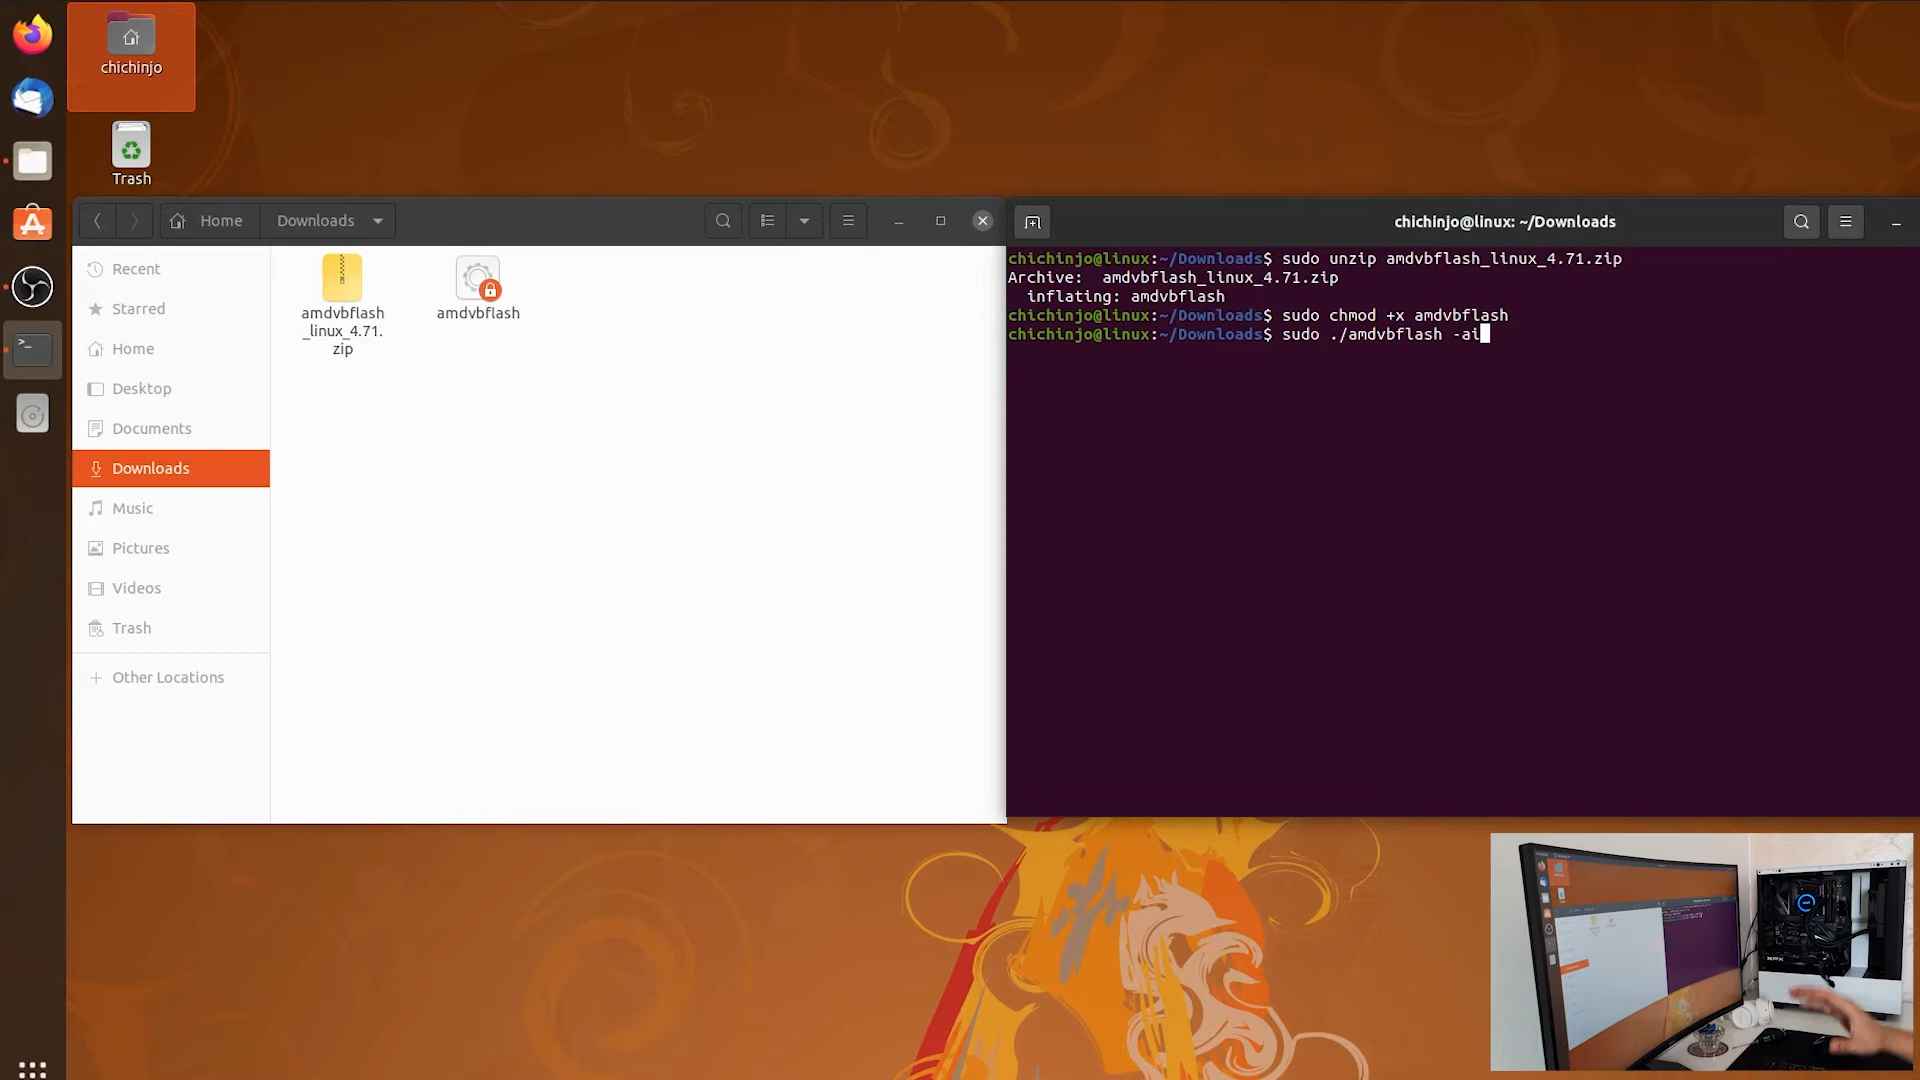 chichinjo
Trash
Home
Downloads
Recent
Starred
Home
Desktop
Documents
Downloads
Music
Pictures
Videos
Trash
Other Locations
amdvbflash
_linux_4.71.
zip
amdvbflash
chichinjo@linux: ~/Downloads
chichinjo@linux:~/Downloads$ sudo unzip amdvbflash_linux_4.71.zip
Archive:  amdvbflash_linux_4.71.zip
  inflating: amdvbflash
chichinjo@linux:~/Downloads$ sudo chmod +x amdvbflash
chichinjo@linux:~/Downloads$ sudo ./amdvbflash -ai
XFX